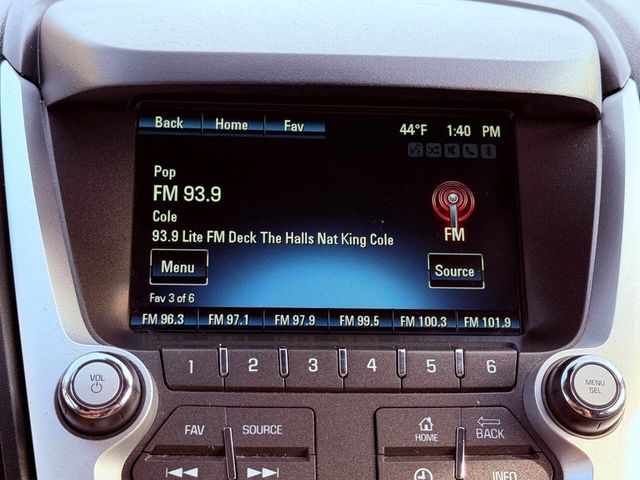 Back Home Fav 44°F 1:40 PM
Pop
FM 93.9
Cole
93.9 Lite FM Deck The Halls Nat King Cole
FM
Menu Source
Fav 3 of 6
FM 96.3 FM 97.1 FM 97.9 FM 99.5 FM 100.3 FM 101.9
1 2 3 4 5 6
VOL
MENU
SEL
FAV SOURCE
HOME BACK
INFO